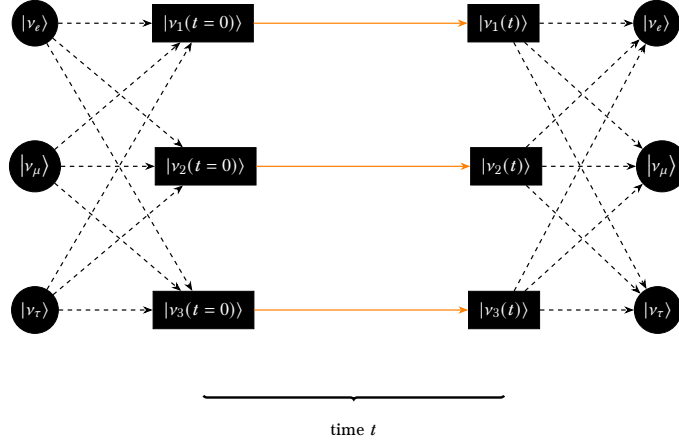 |ν_e⟩ |ν_1(t = 0)⟩ |ν_1(t)⟩ |ν_e⟩
|ν_μ⟩ |ν_2(t = 0)⟩ |ν_2(t)⟩ |ν_μ⟩
|ν_τ⟩ |ν_3(t = 0)⟩ |ν_3(t)⟩ |ν_τ⟩
time t